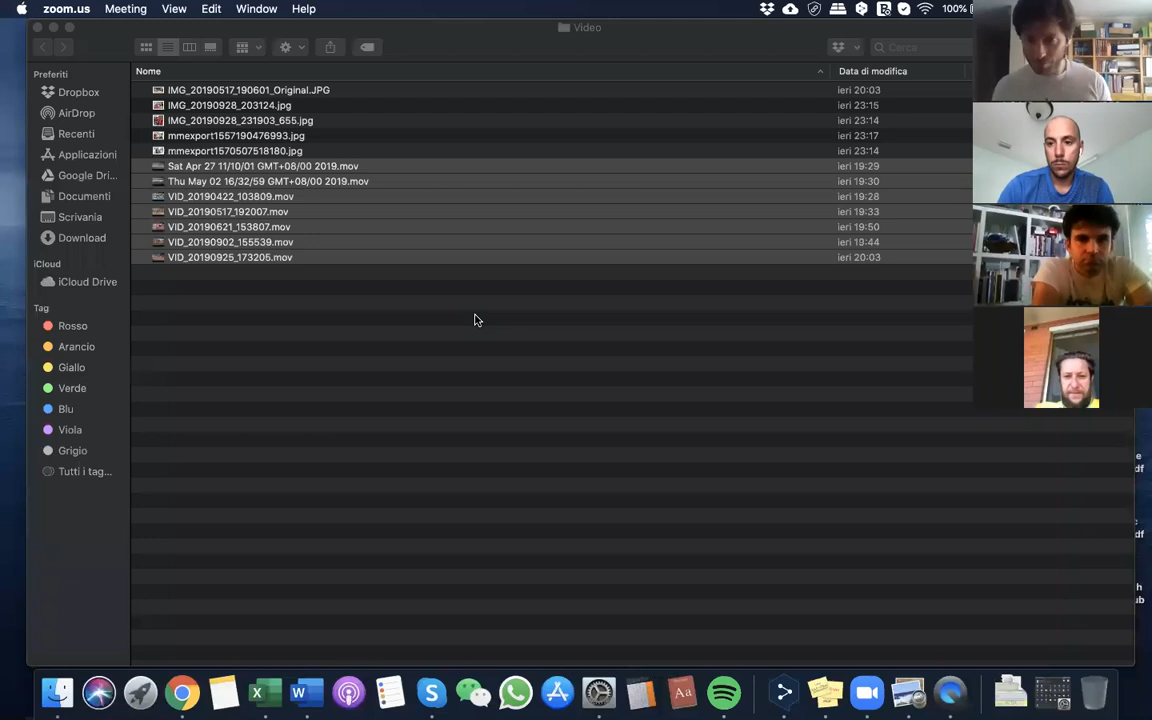 zoom.us Meeting View Edit Window Help 100%
Video
Cerca
Preferiti
Dropbox
AirDrop
Recenti
Applicazioni
Google Dri...
Documenti
Scrivania
Download
iCloud
iCloud Drive
Tag
Rosso
Arancio
Giallo
Verde
Blu
Viola
Grigio
Tutti i tag...
Nome Data di modifica
IMG_20190517_190601_Original.JPG ieri 20:03
IMG_20190928_203124.jpg ieri 23:15
IMG_20190928_231903_655.jpg ieri 23:14
mmexport1557190476993.jpg ieri 23:17
mmexport1570507518180.jpg ieri 23:14
Sat Apr 27 11/10/01 GMT+08/00 2019.mov ieri 19:29
Thu May 02 16/32/59 GMT+08/00 2019.mov ieri 19:30
VID_20190422_103809.mov ieri 19:28
VID_20190517_192007.mov ieri 19:33
VID_20190621_153807.mov ieri 19:50
VID_20190902_155539.mov ieri 19:44
VID_20190925_173205.mov ieri 20:03
e
df
df
h
ub
Aa